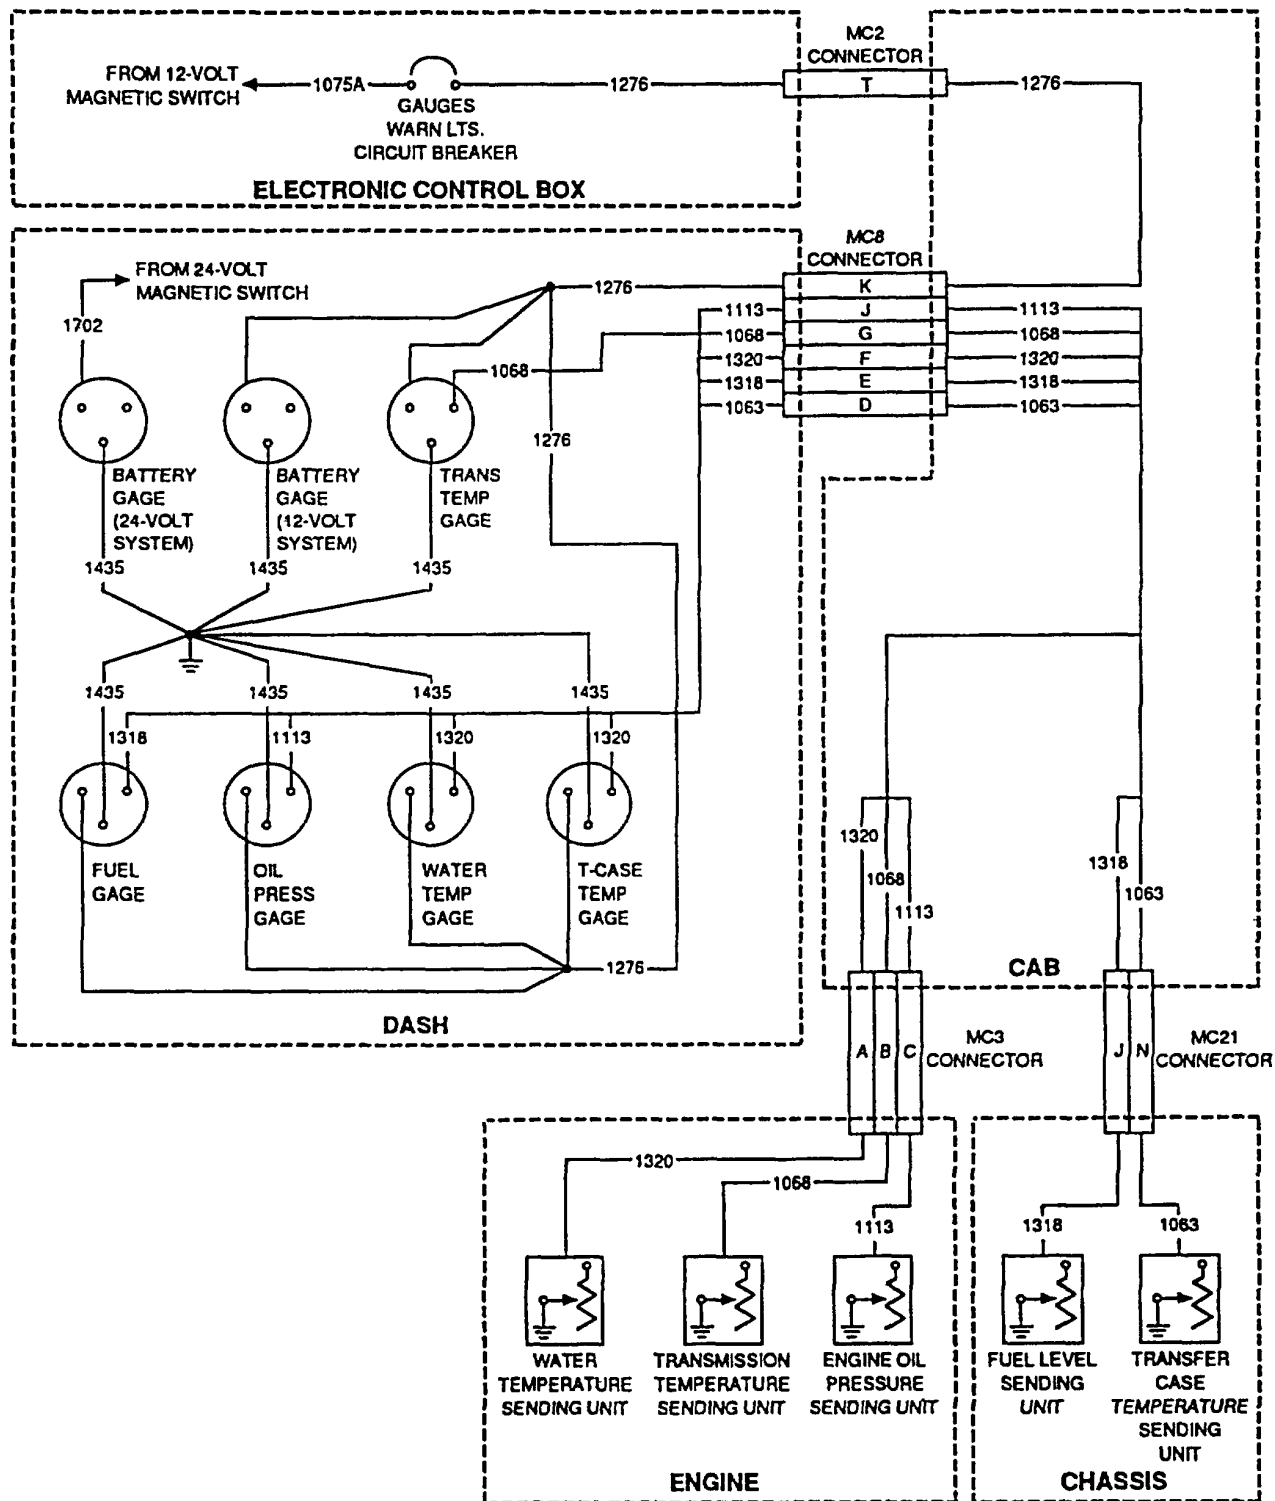 MC2
CONNECTOR
FROM 12-VOLT
MAGNETIC SWITCH
1075A
1276
T
1276
GAUGES
WARN LTS.
CIRCUIT BREAKER
ELECTRONIC CONTROL BOX
MC8
CONNECTOR
FROM 24-VOLT
MAGNETIC SWITCH
1276
K
1702
1113
J
1113
1068
G
1068
1068
1320
F
1320
1318
E
1318
1063
D
1063
1276
BATTERY
GAGE
(24-VOLT
SYSTEM)
BATTERY
GAGE
(12-VOLT
SYSTEM)
TRANS
TEMP
GAGE
1435
1435
1435
1435
1435
1435
1435
1318
1113
1320
1320
FUEL
GAGE
OIL
PRESS
GAGE
WATER
TEMP
GAGE
T-CASE
TEMP
GAGE
1276
DASH
1320
1068
1113
1318
1063
CAB
A
B
C
MC3
CONNECTOR
J
N
MC21
CONNECTOR
1320
1068
1113
1318
1063
WATER
TEMPERATURE
SENDING UNIT
TRANSMISSION
TEMPERATURE
SENDING UNIT
ENGINE OIL
PRESSURE
SENDING UNIT
FUEL LEVEL
SENDING
UNIT
TRANSFER
CASE
TEMPERATURE
SENDING
UNIT
ENGINE
CHASSIS